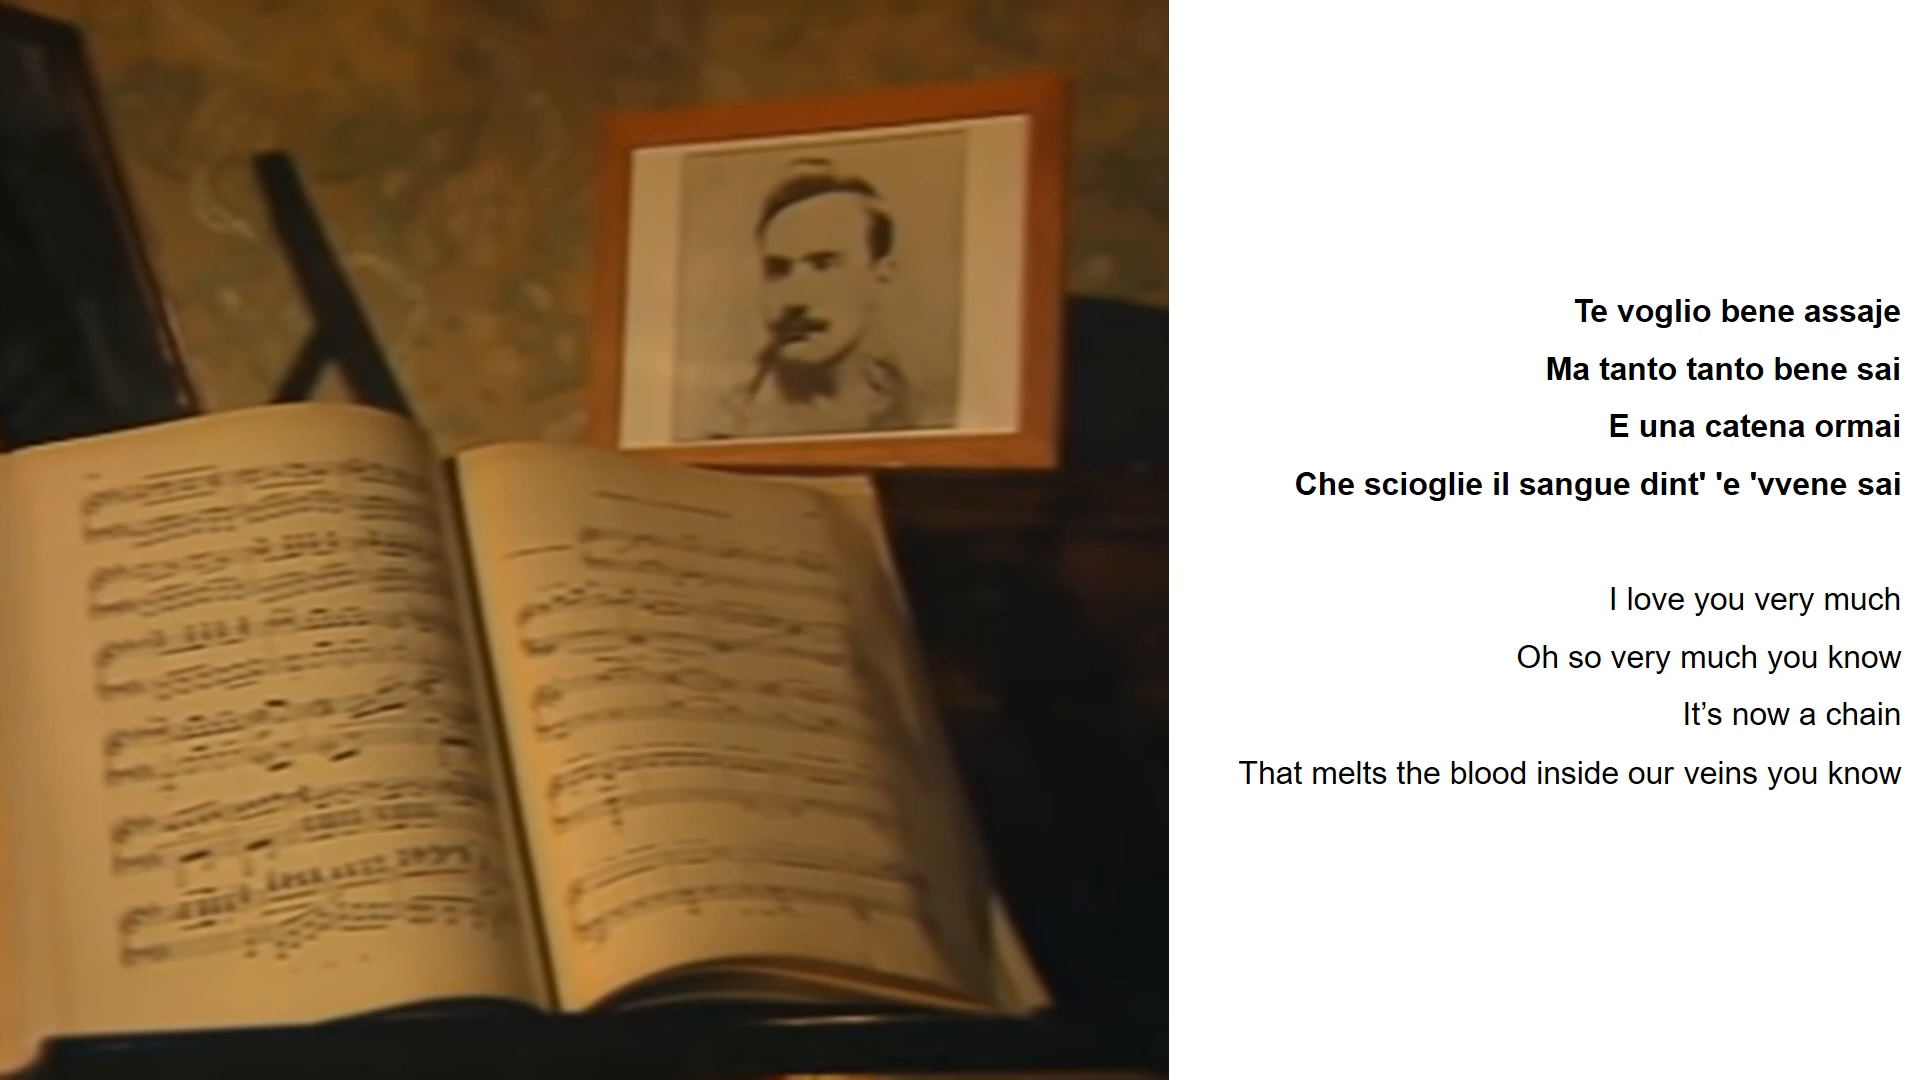 Te voglio bene assaje
Ma tanto tanto bene sai
E una catena ormai
Che scioglie il sangue dint' 'e 'vvene sai
I love you very much
Oh so very much you know
It’s now a chain
That melts the blood inside our veins you know